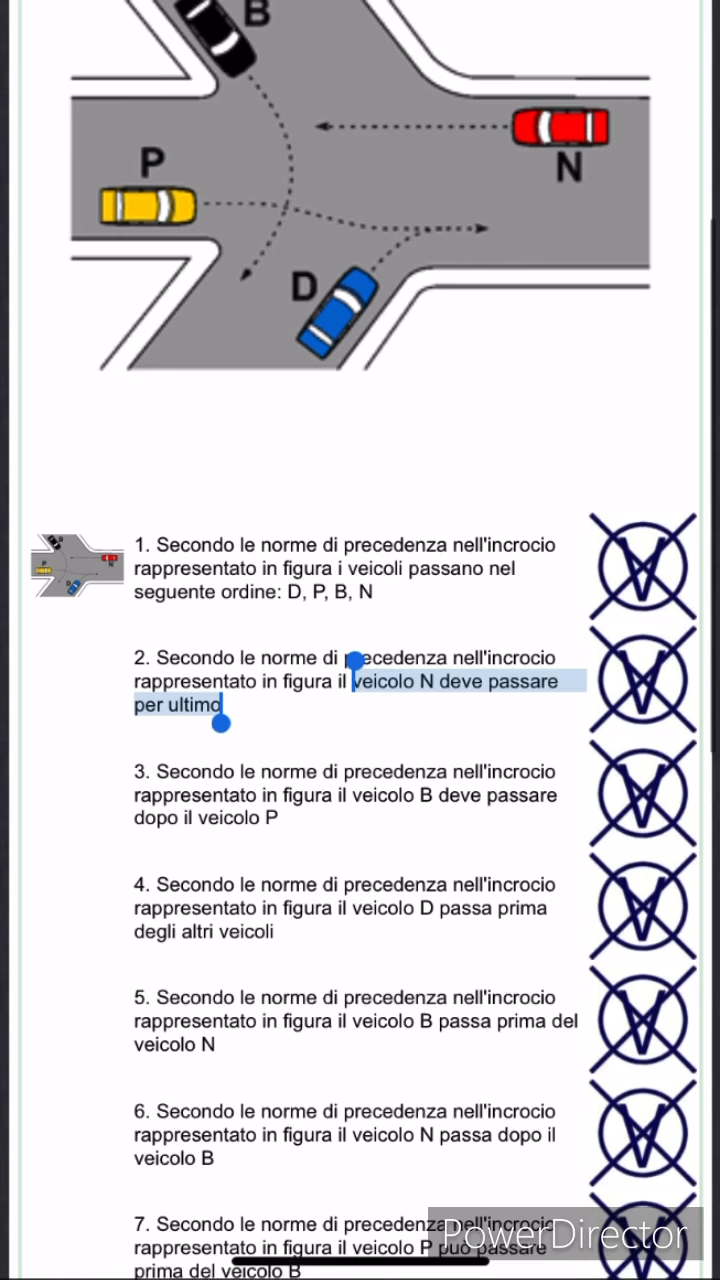 B
P
N
D
1. Secondo le norme di precedenza nell'incrocio
rappresentato in figura i veicoli passano nel
seguente ordine: D, P, B, N
V
2. Secondo le norme di precedenza nell'incrocio
rappresentato in figura il veicolo N deve passare
per ultimo
V
3. Secondo le norme di precedenza nell'incrocio
rappresentato in figura il veicolo B deve passare
dopo il veicolo P
V
4. Secondo le norme di precedenza nell'incrocio
rappresentato in figura il veicolo D passa prima
degli altri veicoli
V
5. Secondo le norme di precedenza nell'incrocio
rappresentato in figura il veicolo B passa prima del
veicolo N
V
6. Secondo le norme di precedenza nell'incrocio
rappresentato in figura il veicolo N passa dopo il
veicolo B
V
7. Secondo le norme di precedenza nell'incrocio
rappresentato in figura il veicolo P può passare
prima del veicolo B
V
PowerDirector